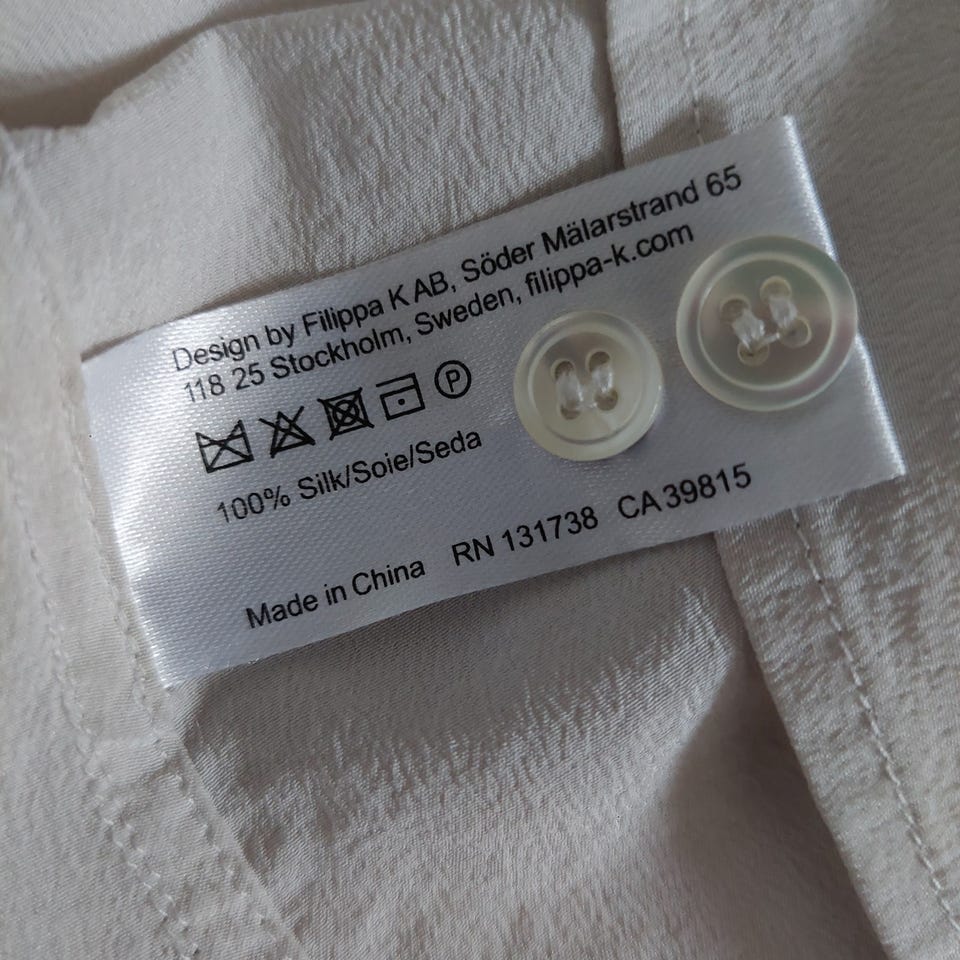 Design by Filippa K AB, Söder Mälarstrand 65
118 25 Stockholm, Sweden, filippa-k.com
P
100% Silk/Soie/Seda
Made in China RN 131738 CA 39815